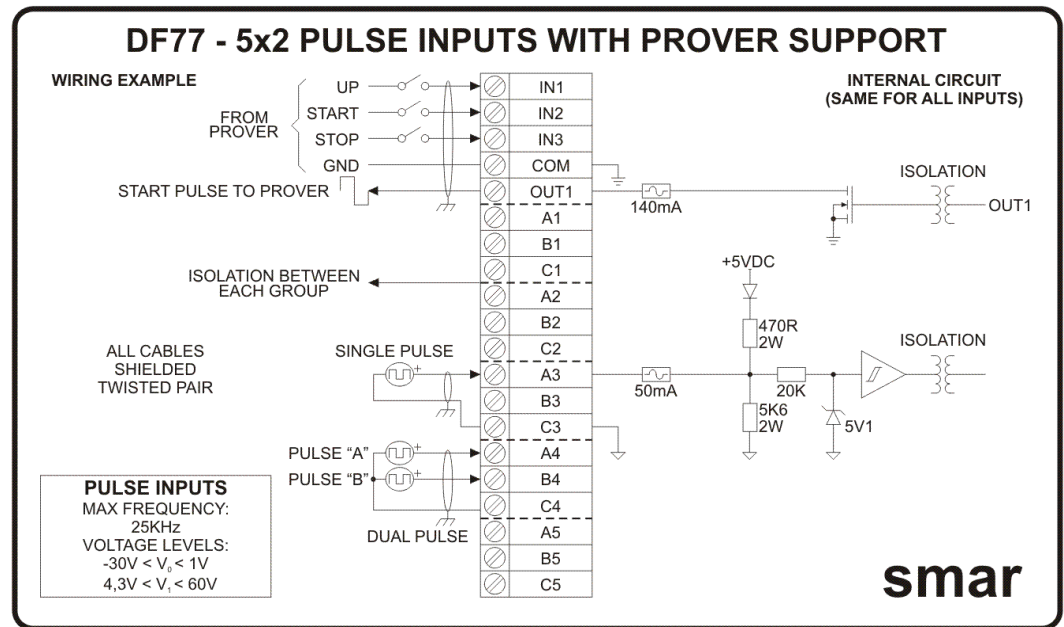 DF77 - 5x2 PULSE INPUTS WITH PROVER SUPPORT
WIRING EXAMPLE
INTERNAL CIRCUIT
(SAME FOR ALL INPUTS)
FROM
PROVER
UP
START
STOP
GND
START PULSE TO PROVER
ISOLATION BETWEEN
EACH GROUP
ALL CABLES
SHIELDED
TWISTED PAIR
SINGLE PULSE
PULSE “A”
PULSE “B”
DUAL PULSE
IN1
IN2
IN3
COM
OUT1
A1
B1
C1
A2
B2
C2
A3
B3
C3
A4
B4
C4
A5
B5
C5
140mA
ISOLATION
OUT1
+5VDC
470R
2W
50mA
20K
5K6
2W
5V1
ISOLATION
PULSE INPUTS
MAX FREQUENCY:
25KHz
VOLTAGE LEVELS:
-30V < V₀ < 1V
4,3V < V₁ < 60V
smar